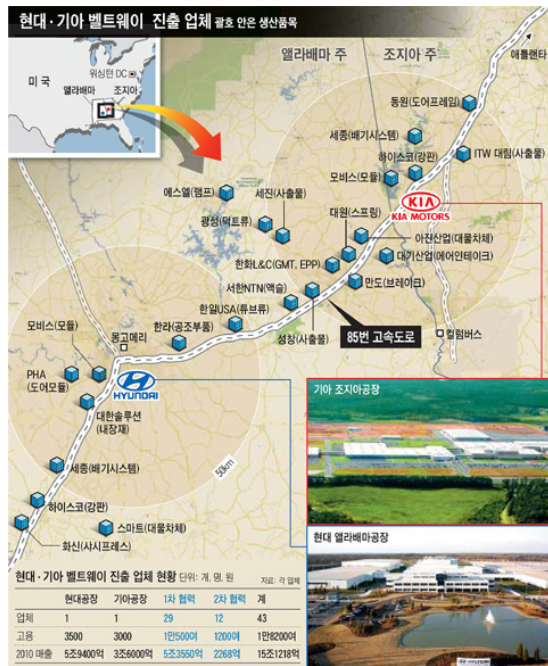 현대·기아 벨트웨이 진출 업체 괄호 안은 생산품목
미 국
워싱턴 DC
앨라배마
조지아
앨라배마 주
조지아 주
애틀랜타
동원(도어프레임)
세종(배기시스템)
ITW 대림(사출물)
하이스코(강판)
모비스(모듈)
KIA
KIA MOTORS
에스엘(램프)
세진(사출물)
광성(덕트류)
대원(스프링)
아진산업(대물차체)
대기산업(에어인테이크)
한화L&C(GMT, EPP)
만도(브레이크)
서한NTN(액슬)
한일USA(튜브류)
성창(사출물)
85번 고속도로
컬럼버스
한라(공조부품)
몽고메리
모비스(모듈)
PHA
(도어모듈)
HYUNDAI
대한솔루션
(내장재)
세종(배기시스템)
50km
하이스코(강판)
스마트(대물차체)
화신(샤시프레스)
기아 조지아공장
현대 앨라배마공장
현대·기아 벨트웨이 진출 업체 현황 단위: 개, 명, 원 자료: 각 업체
현대공장 기아공장 1차 협력 2차 협력 계
업체 1 1 29 12 43
고용 3500 3000 1만500여 1200여 1만8200여
2010 매출 5조9400억 3조6000억 5조3550억 2268억 15조1218억